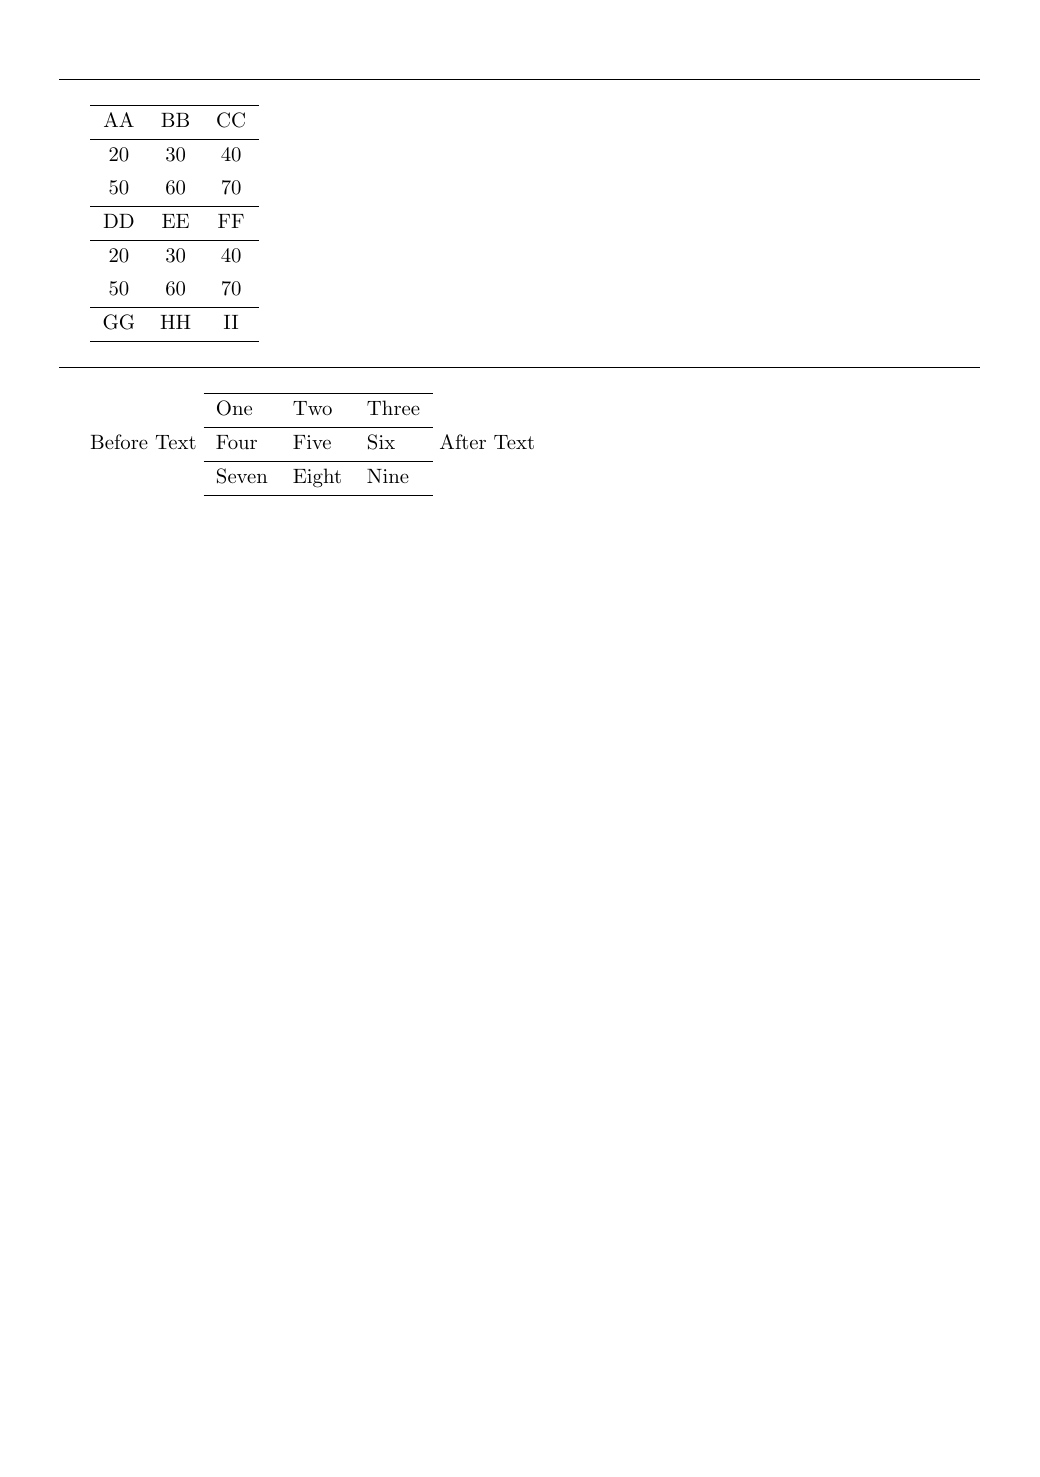 AA BB CC
20 30 40
50 60 70
DD EE FF
20 30 40
50 60 70
GG HH II
One Two Three
Before Text Four Five Six After Text
Seven Eight Nine